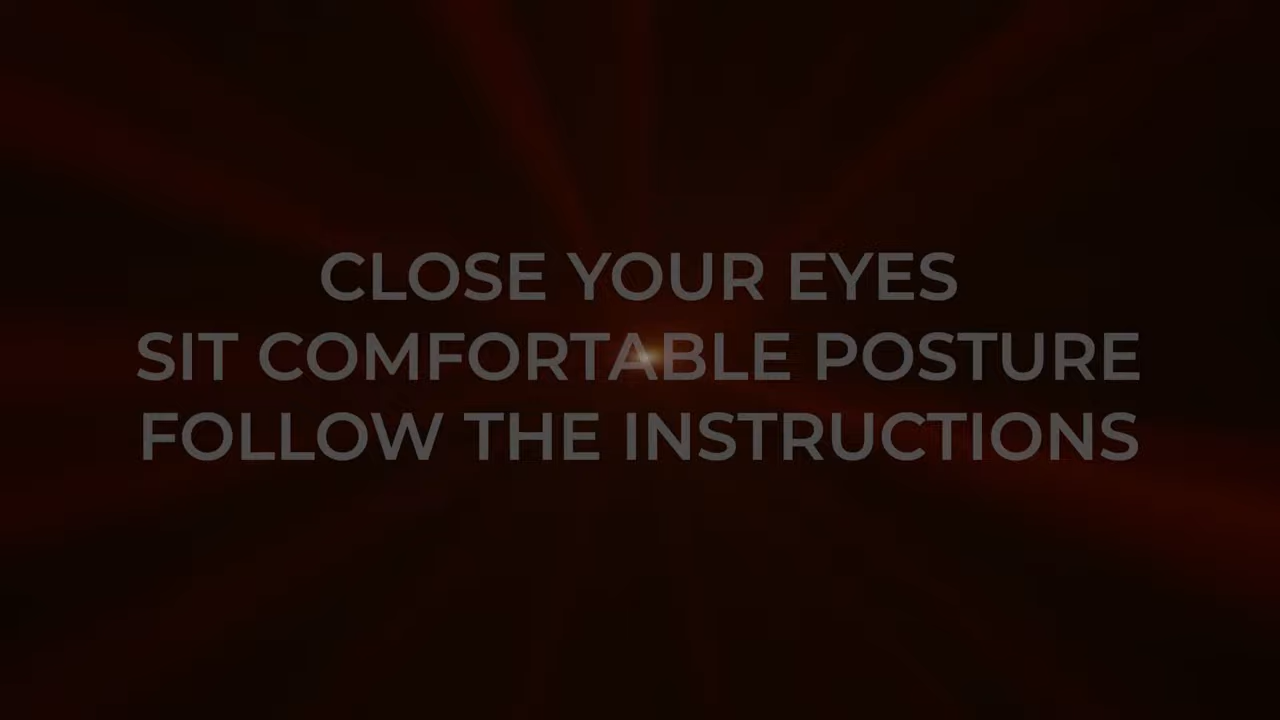 CLOSE YOUR EYES
SIT COMFORTABLE POSTURE
FOLLOW THE INSTRUCTIONS